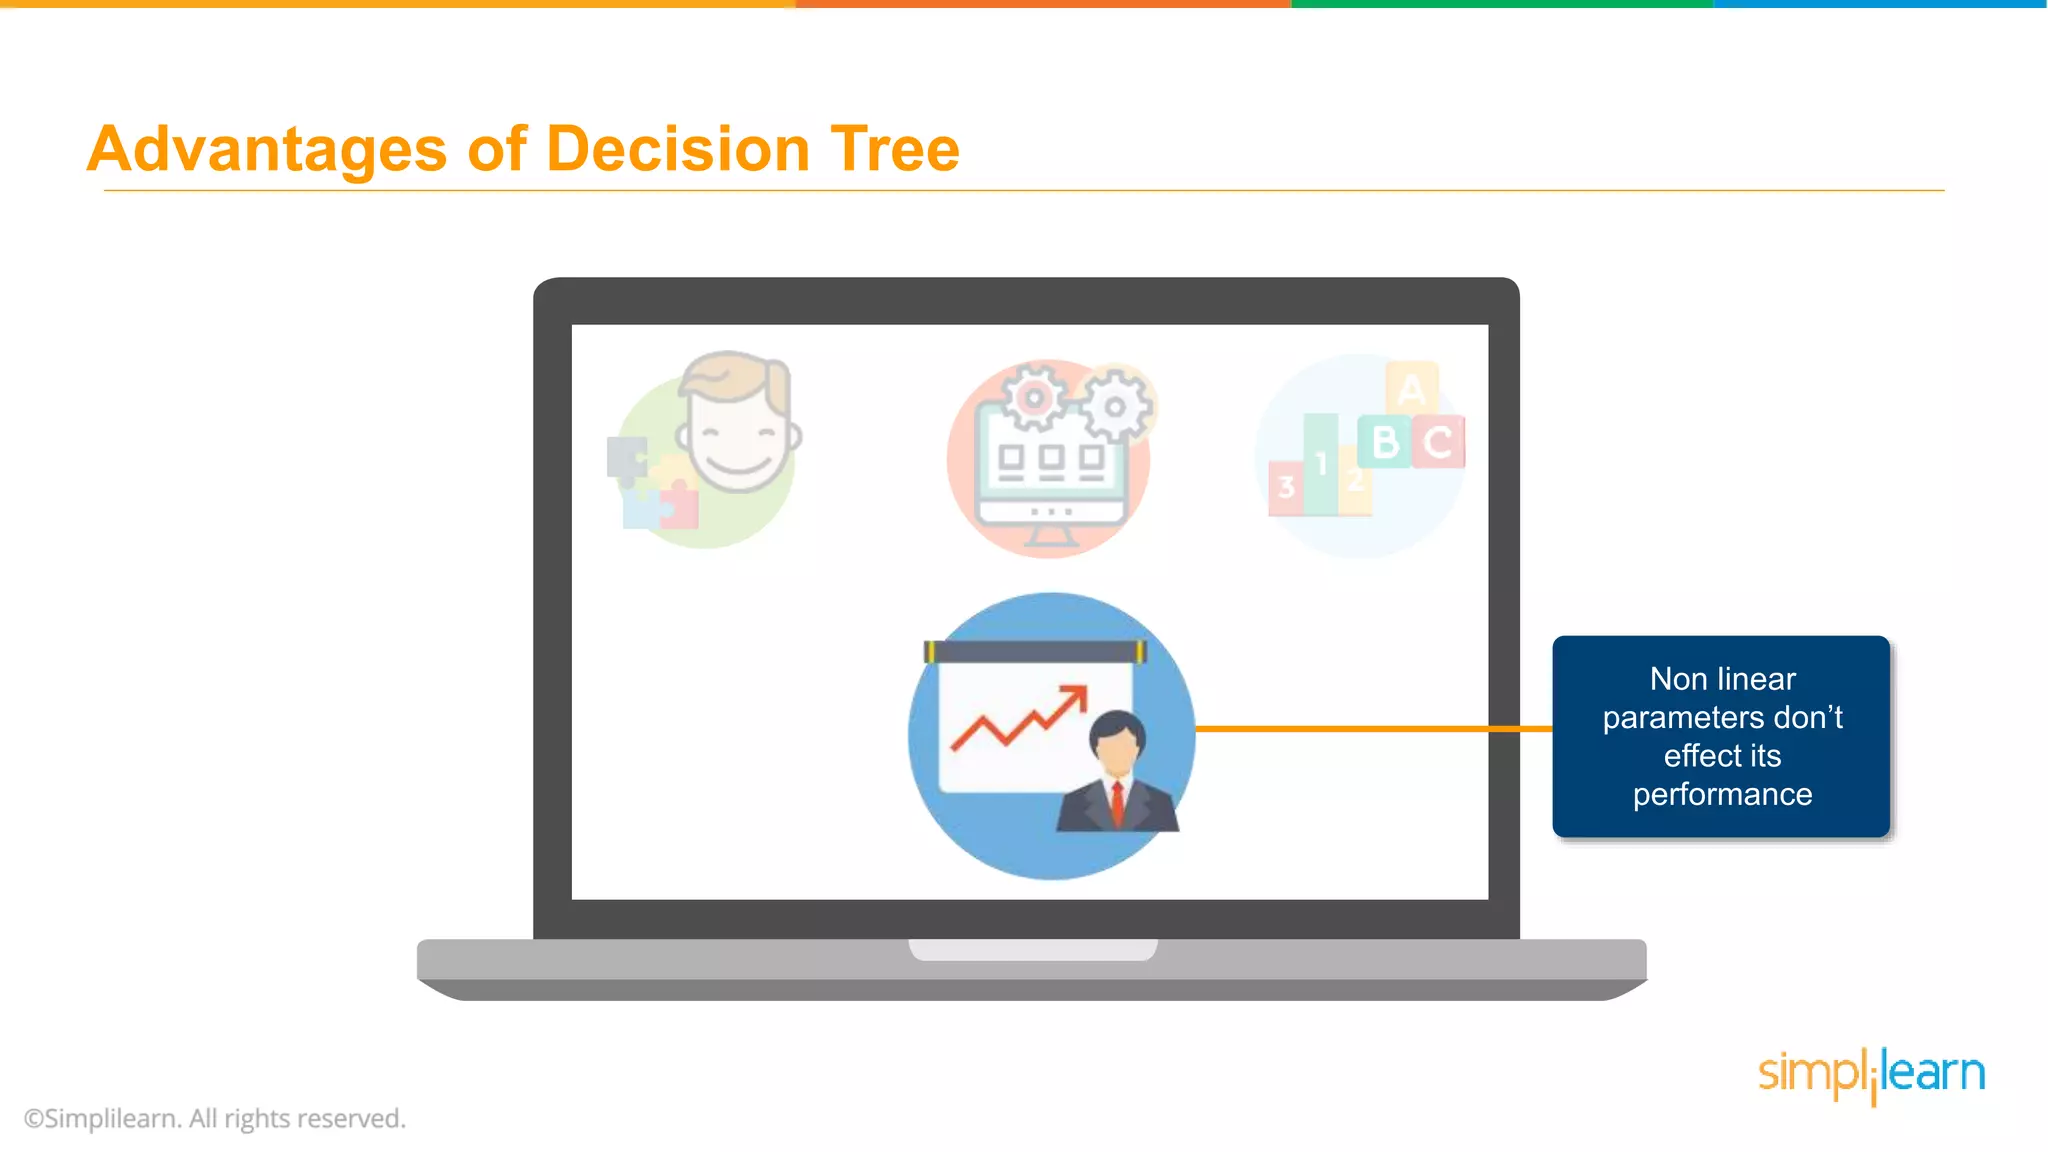 Advantages of Decision Tree
A
B C
3 1 2
Non linear
parameters don’t
effect its
performance
simplilearn
©Simplilearn. All rights reserved.